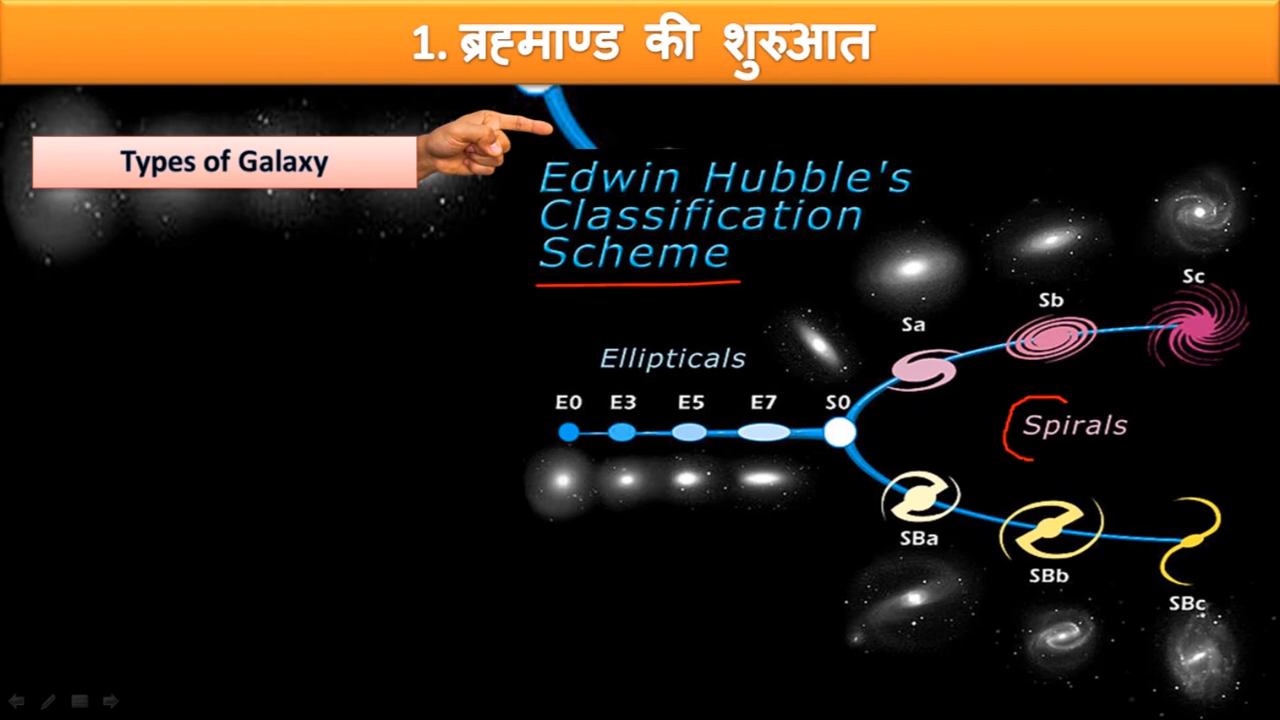 1. ब्रह्माण्ड की शुरुआत
Types of Galaxy
Edwin Hubble's
Classification
Scheme
Ellipticals
E0 E3 E5 E7 S0
Sa
Sb
Sc
Spirals
SBa
SBb
SBc